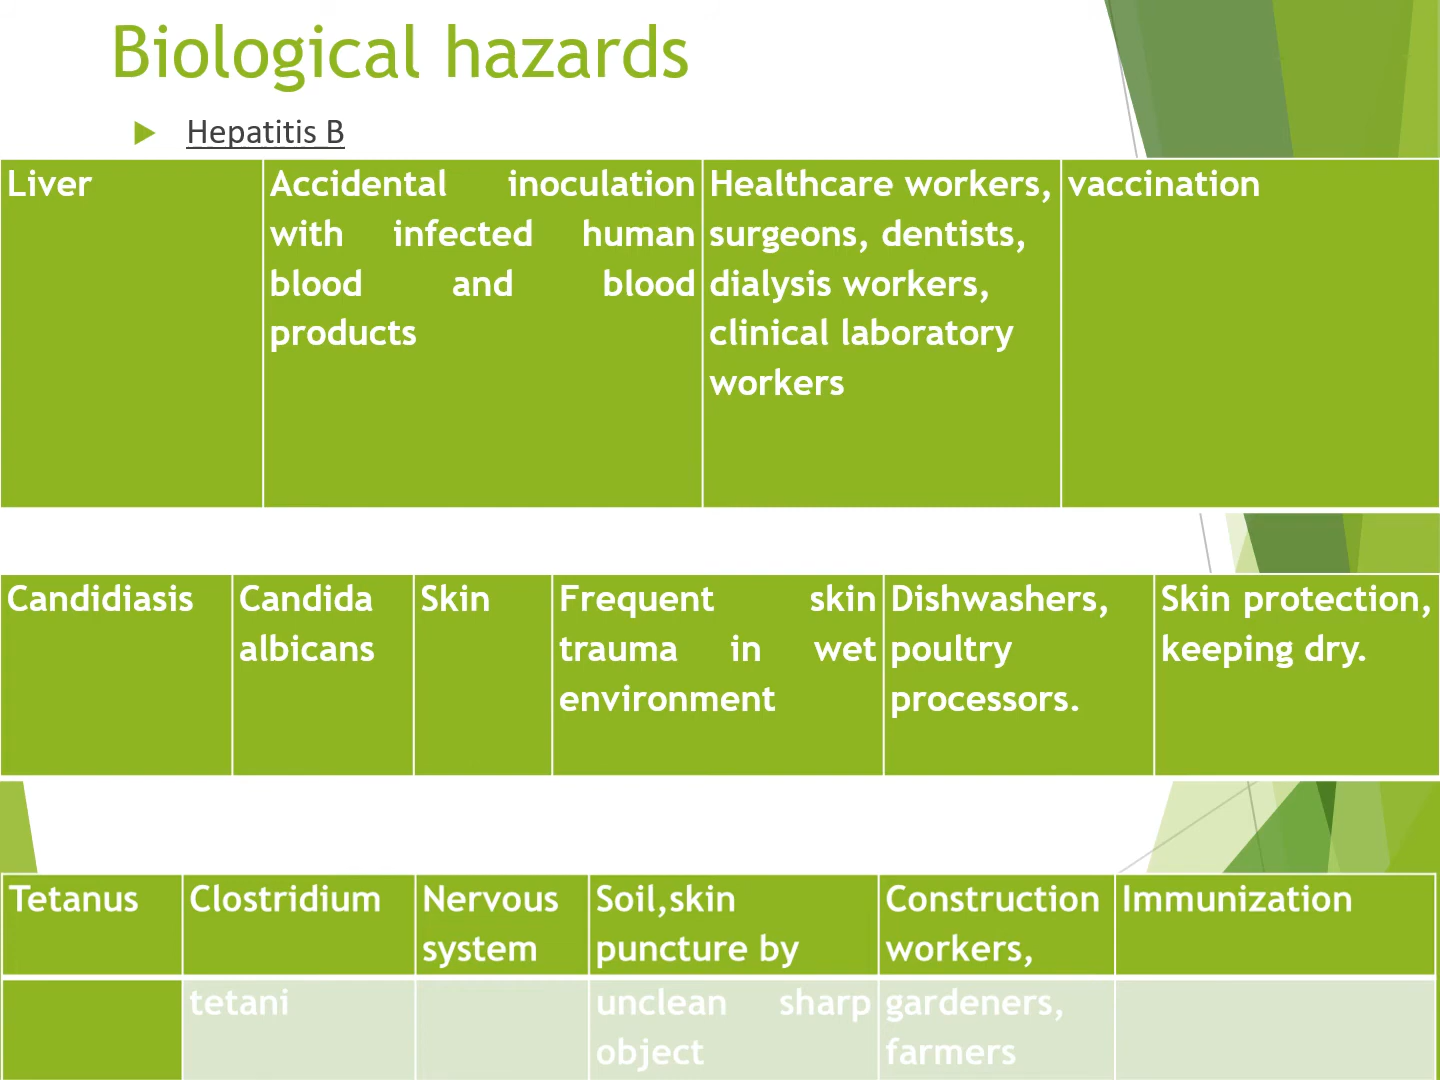 Biological hazards
Hepatitis B
Liver
Accidental inoculation
with infected human
blood and blood
products
Healthcare workers,
surgeons, dentists,
dialysis workers,
clinical laboratory
workers
vaccination
Candidiasis
Candida
albicans
Skin
Frequent skin
trauma in wet
environment
Dishwashers,
poultry
processors.
Skin protection,
keeping dry.
Tetanus
Clostridium
Nervous
system
Soil,skin
puncture by
Construction
workers,
Immunization
tetani
unclean sharp
object
gardeners,
farmers